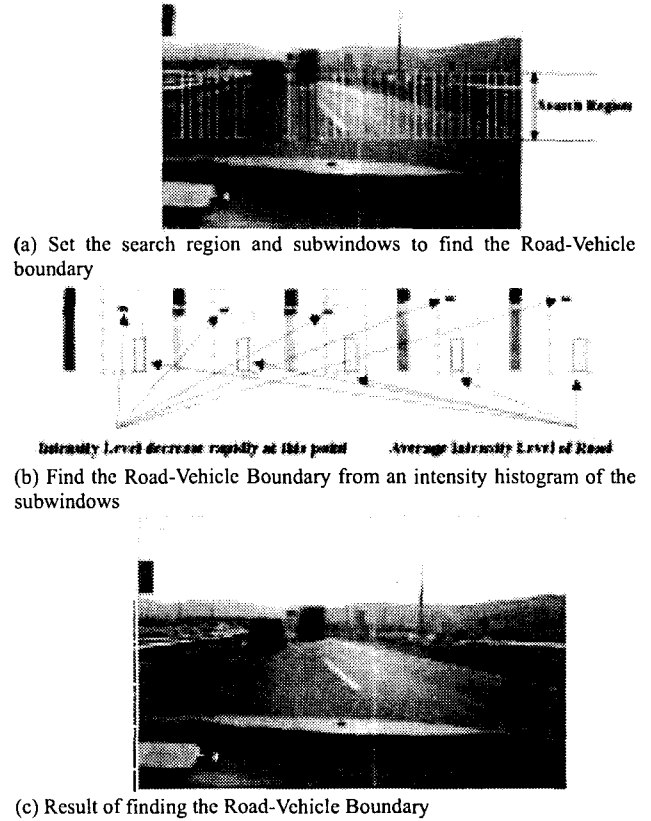 Search Region
(a) Set the search region and subwindows to find the Road-Vehicle
boundary
Intensity Level decrease rapidly at this point
Average Intensity Level of Road
(b) Find the Road-Vehicle Boundary from an intensity histogram of the
subwindows
(c) Result of finding the Road-Vehicle Boundary